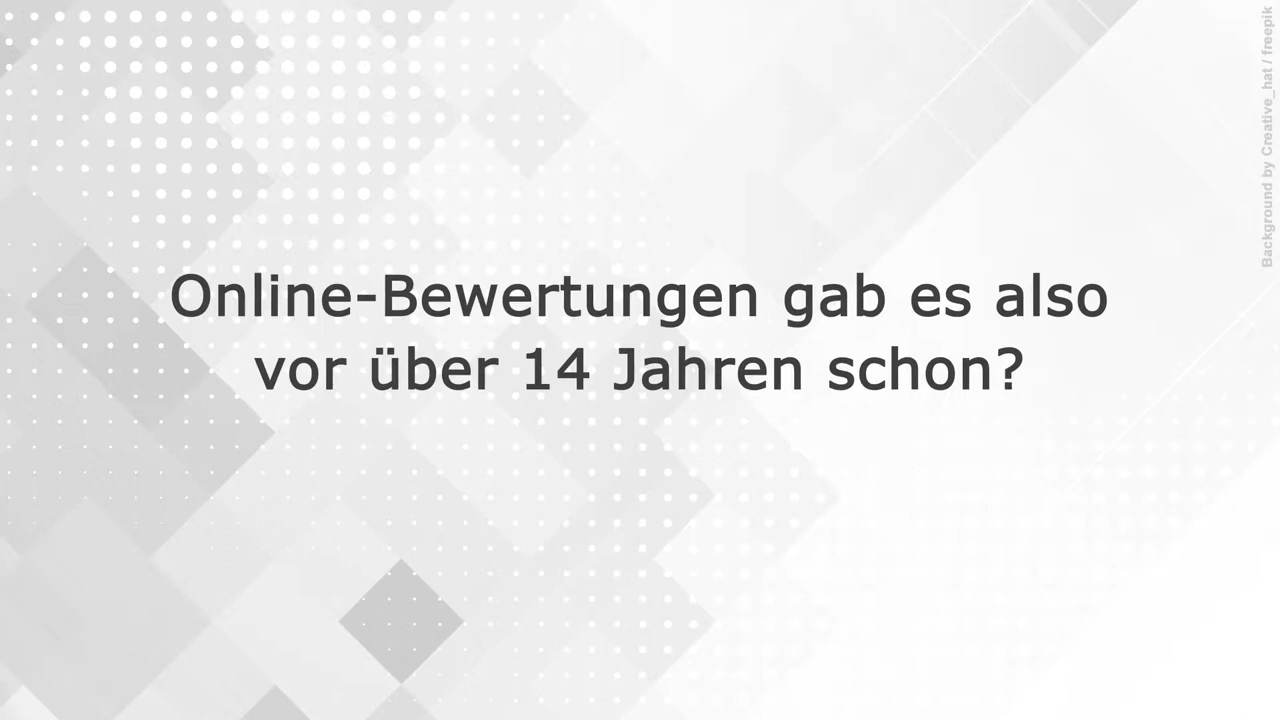 Online-Bewertungen gab es also
vor über 14 Jahren schon?
Background by Creative_hat / freepik